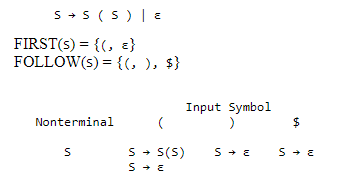 S → S ( S ) | ε
FIRST(S) = {(, ε}
FOLLOW(S) = {(, ), $}
Input Symbol
Nonterminal ( ) $
S S → S(S) S → ε S → ε
S → ε